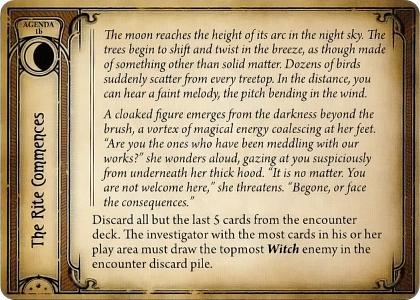 AGENDA
1b
The Rite Commences
The moon reaches the height of its arc in the night sky. The
trees begin to shift and twist in the breeze, as though made
of something other than solid matter. Dozens of birds
suddenly scatter from every treetop. In the distance, you
can hear a faint melody, the pitch bending in the wind.
A cloaked figure emerges from the darkness beyond the
brush, a vortex of magical energy coalescing at her feet.
“Are you the ones who have been meddling with our
works?” she wonders aloud, gazing at you suspiciously
from underneath her thick hood. “It is no matter. You
are not welcome here,” she threatens. “Begone, or face
the consequences.”
Discard all but the last 5 cards from the encounter
deck. The investigator with the most cards in his or her
play area must draw the topmost Witch enemy in the
encounter discard pile.